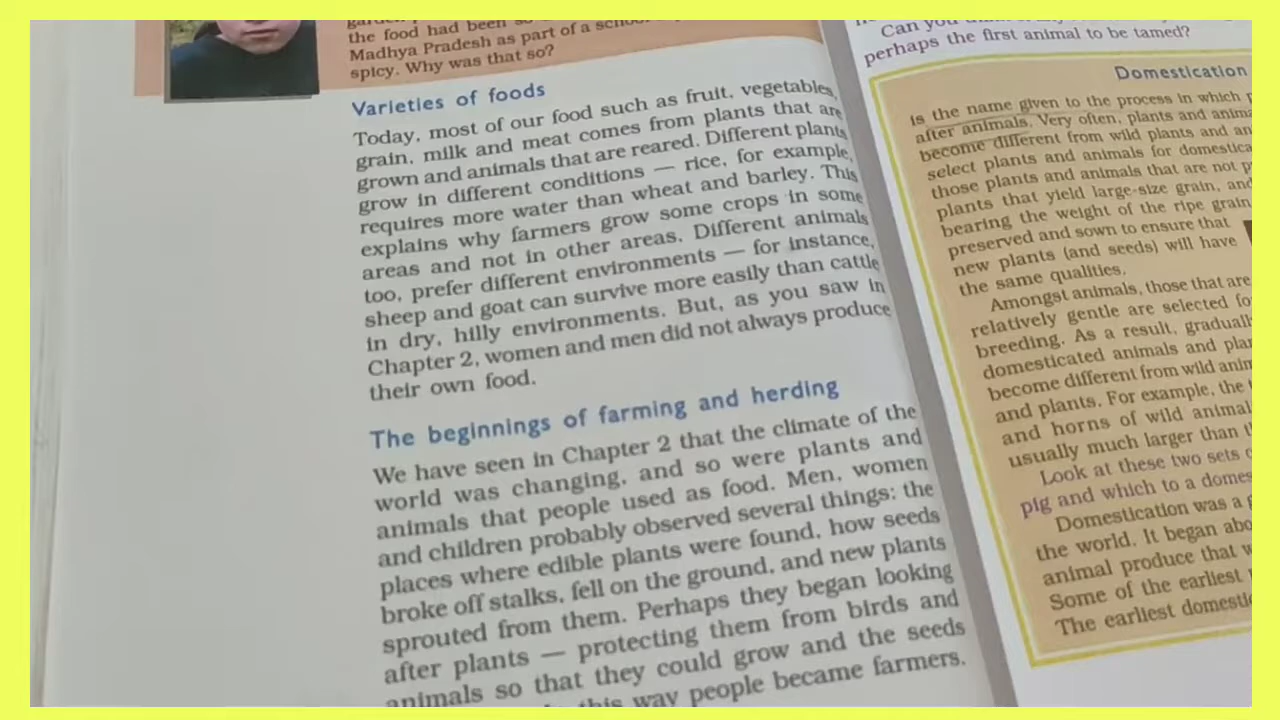 the food had been
Madhya Pradesh as part of a school
spicy. Why was that so?
Varieties of foods
Today, most of our food such as fruit, vegetables,
grain, milk and meat comes from plants that are
grown and animals that are reared. Different plants
grow in different conditions — rice, for example,
requires more water than wheat and barley. This
explains why farmers grow some crops in some
areas and not in other areas. Different animals
too, prefer different environments — for instance,
sheep and goat can survive more easily than cattle
in dry, hilly environments. But, as you saw in
Chapter 2, women and men did not always produce
their own food.
The beginnings of farming and herding
We have seen in Chapter 2 that the climate of the
world was changing, and so were plants and
animals that people used as food. Men, women
and children probably observed several things: the
places where edible plants were found, how seeds
broke off stalks, fell on the ground, and new plants
sprouted from them. Perhaps they began looking
after plants — protecting them from birds and
animals so that they could grow and the seeds
this way people became farmers.
Can you
perhaps the first animal to be tamed?
Domestication
is the name given to the process in which
after animals. Very often, plants and
become different from wild plants and
select plants and animals for
those plants and animals that are not
plants that yield large-size grain, and
bearing the weight of the ripe grain
preserved and sown to ensure that
new plants (and seeds) will have
the same qualities.
Amongst animals, those that are
relatively gentle are selected
breeding. As a result,
domesticated animals and
become different from wild
and plants. For example, the
and horns of wild
usually much larger than
Look at these two sets
pig and which to a
Domestication was a
the world. It began
animal produce that
Some of the earliest
The earliest